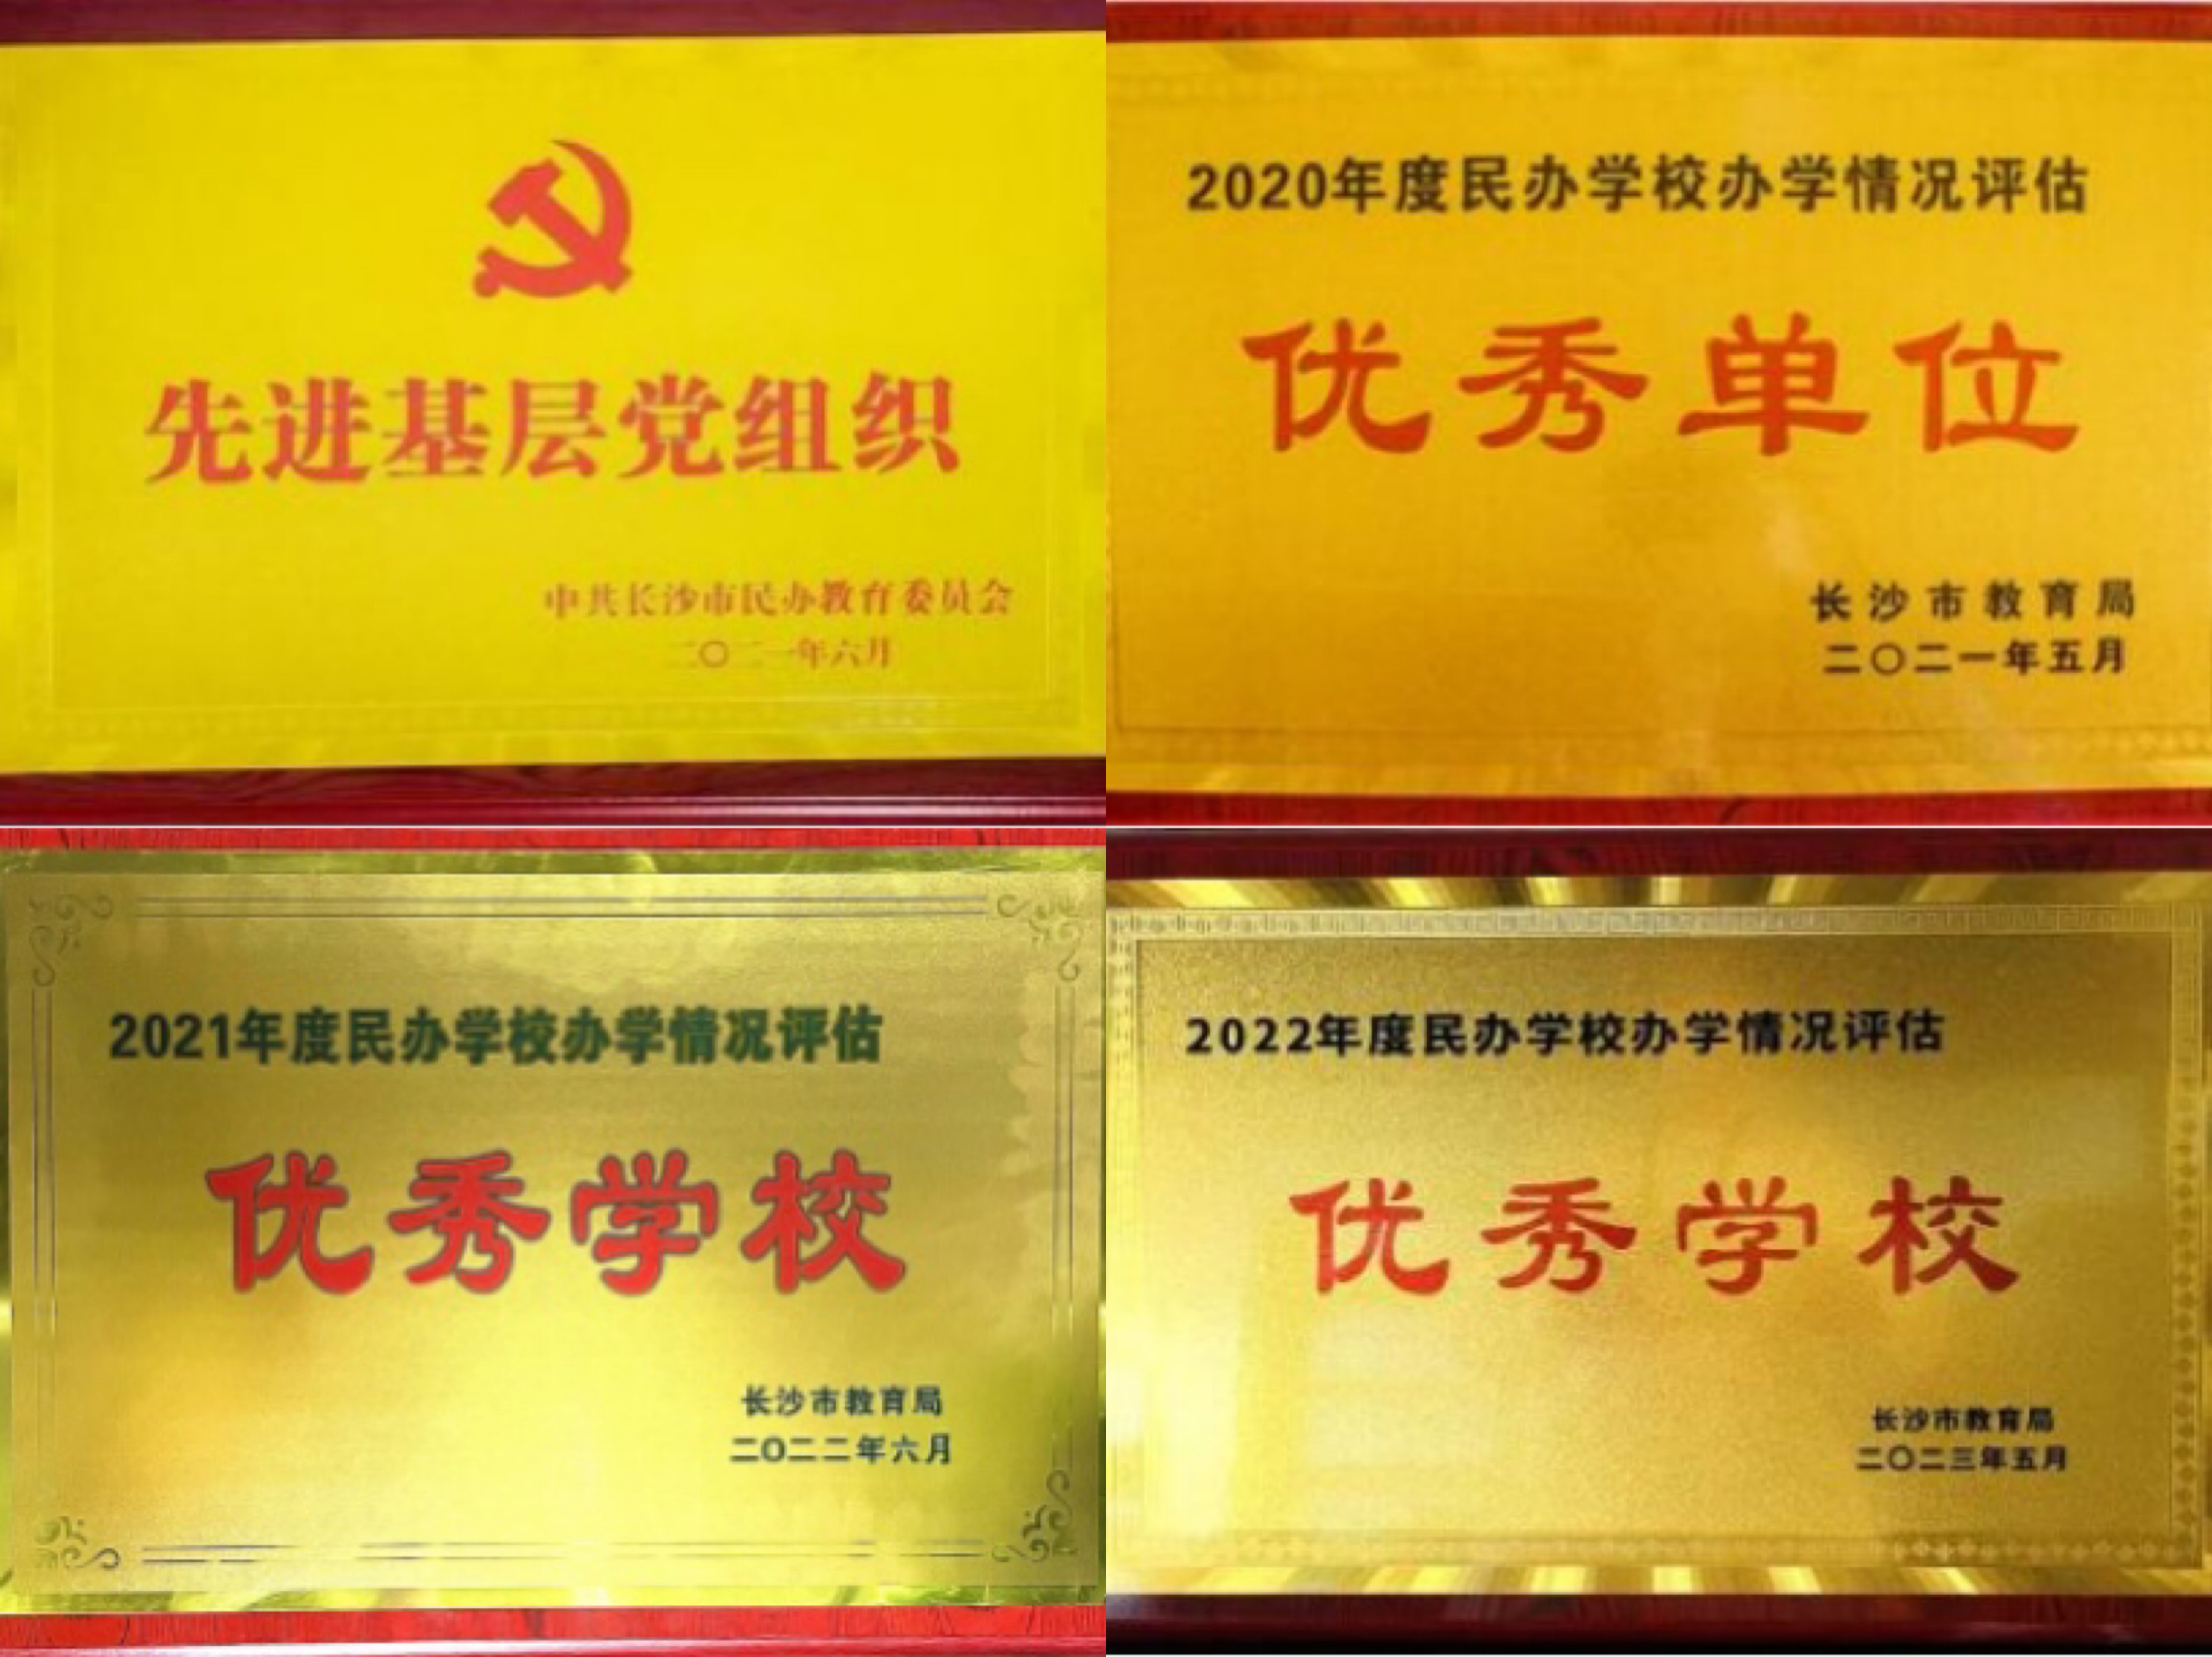 先进基层党组织
中共长沙市民办教育委员会
二〇二一年六月
2020年度民办学校办学情况评估
优秀单位
长沙市教育局
二〇二一年五月
2021年度民办学校办学情况评估
优秀学校
长沙市教育局
二〇二二年六月
2022年度民办学校办学情况评估
优秀学校
长沙市教育局
二〇二三年五月